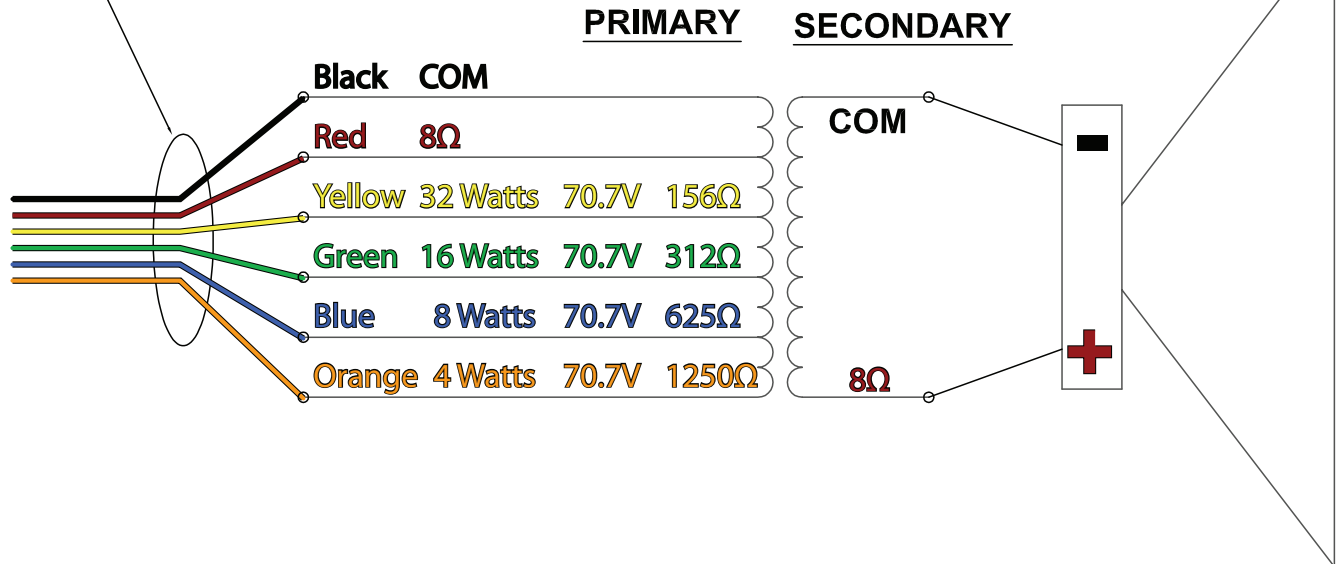 PRIMARY SECONDARY
Black COM
COM
Red 8Ω
Yellow 32 Watts 70.7V 156Ω
Green 16 Watts 70.7V 312Ω
Blue 8 Watts 70.7V 625Ω
Orange 4 Watts 70.7V 1250Ω
8Ω